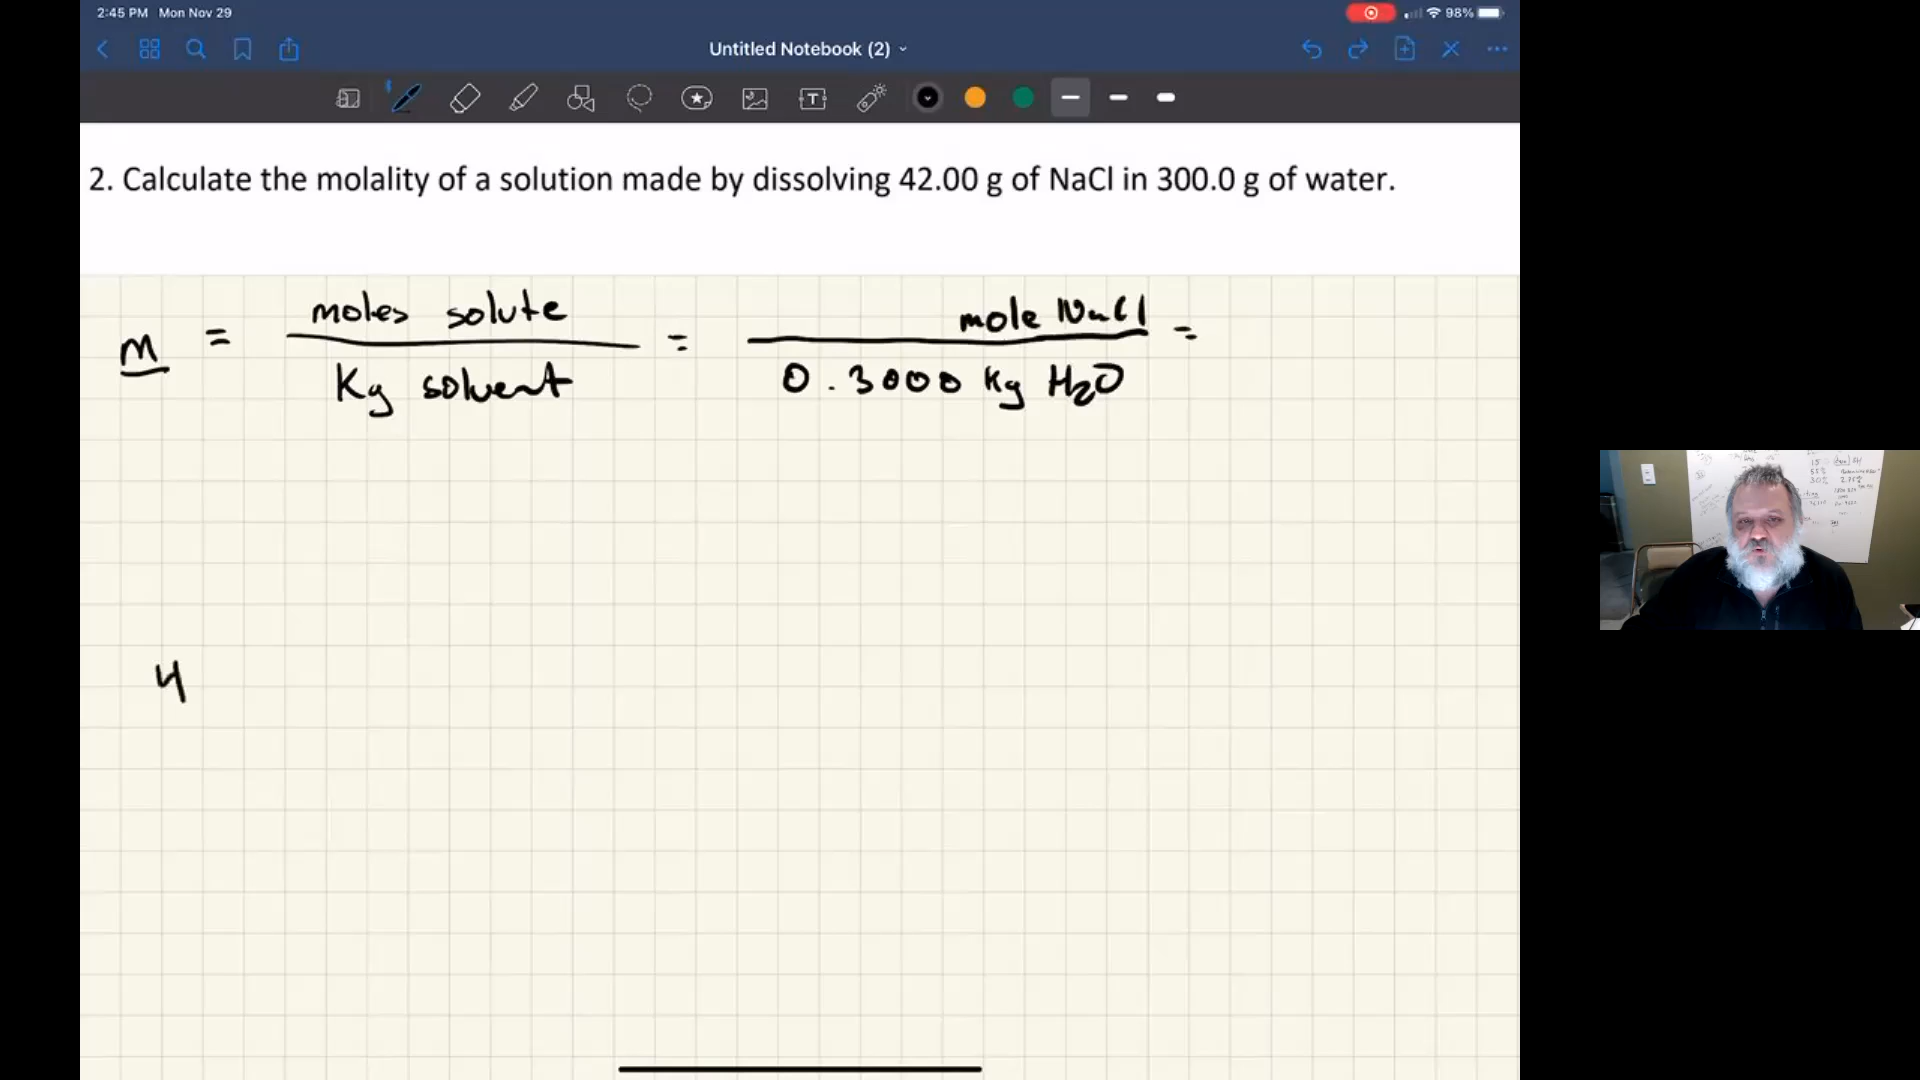 2:45 PM Mon Nov 29
98%
Untitled Notebook (2)
T
2. Calculate the molality of a solution made by dissolving 42.00 g of NaCl in 300.0 g of water.
m = moles solute / Kg solvent = mole NaCl / 0.3000 Kg H₂O =
4